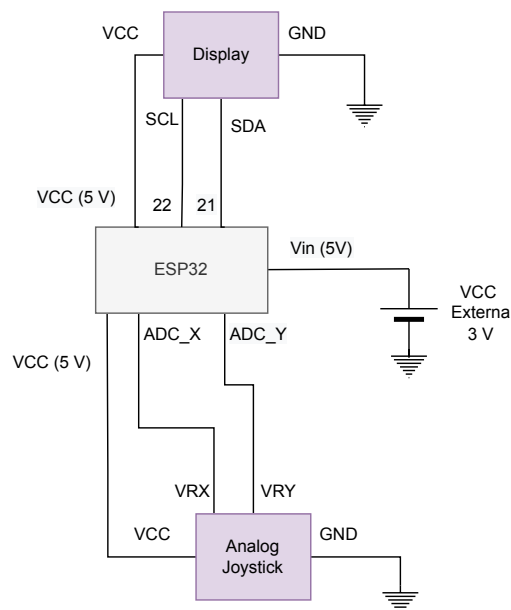 VCC
GND
Display
SCL
SDA
VCC (5 V)
22
21
Vin (5V)
ESP32
VCC
Externa
3 V
ADC_X
ADC_Y
VCC (5 V)
VRX
VRY
VCC
GND
Analog
Joystick